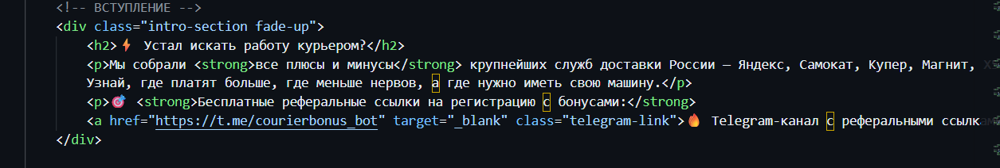 <!-- ВСТУПЛЕНИЕ -->
<div class="intro-section fade-up">
<h2>⚡ Устал искать работу курьером?</h2>
<p>Мы собрали <strong>все плюсы и минусы</strong> крупнейших служб доставки России — Яндекс, Самокат, Купер, Магнит,
Узнай, где платят больше, где меньше нервов, а где нужно иметь свою машину.</p>
<p>🎯 <strong>Бесплатные реферальные ссылки на регистрацию с бонусами:</strong>
<a href="https://t.me/courierbonus_bot" target="_blank" class="telegram-link">🔥 Telegram-канал с реферальными ссылк
</div>